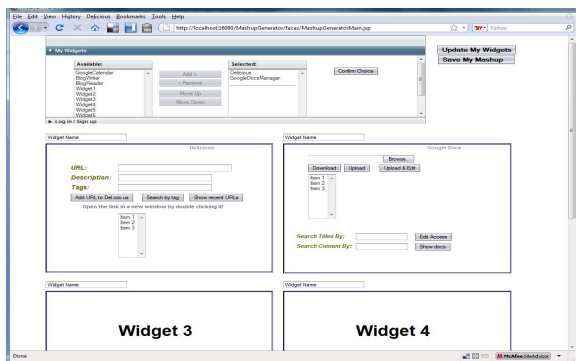 File Edit View History Delicious Bookmarks Tools Help
http://localhost:16080/MashupGenerator/faces/MashupGeneratorMain.jsp
Yahoo
▼ My Widgets
Update My Widgets
Save My Mashup
Available:
GoogleCalendar
BlogWriter
BlogReader
Widget1
Widget2
Widget3
Widget4
Widget5
Widget6
Add >
< Remove
Move Up
Move Down
Selected:
Delicious
GoogleDocsManager
Confirm Choice
► Log in / Sign up
Widget Name
Delicious
URL:
Description:
Tags:
Add URL to Del.icio.us Search by tag Show recent URLs
Open the link in a new window by double clicking it!
Item 1
Item 2
Item 3
Widget Name
Google Docs
Browse...
Download Upload Upload & Edit
Item 1
Item 2
Item 3
Search Titles By: Edit Access
Search Content By: Show docs
Widget Name
Widget 3
Widget Name
Widget 4
Done
McAfee SiteAdvisor